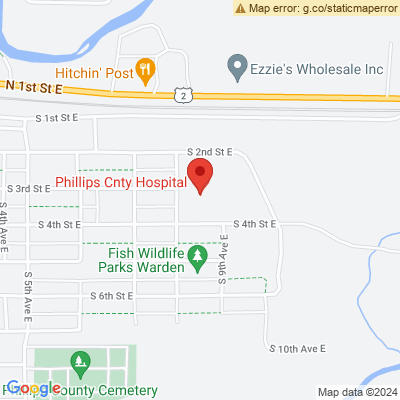 Map error: g.co/staticmaperror
Hitchin' Post
Ezzie's Wholesale Inc
N 1st St E
2
S 1st St E
S 2nd St E
Phillips Cnty Hospital
S 3rd St E
S 4th Ave E
S 4th St E
S 4th St E
Fish Wildlife
Parks Warden
S 9th Ave E
S 5th Ave E
S 6th St E
S 10th Ave E
Google
County Cemetery
Map data ©2024